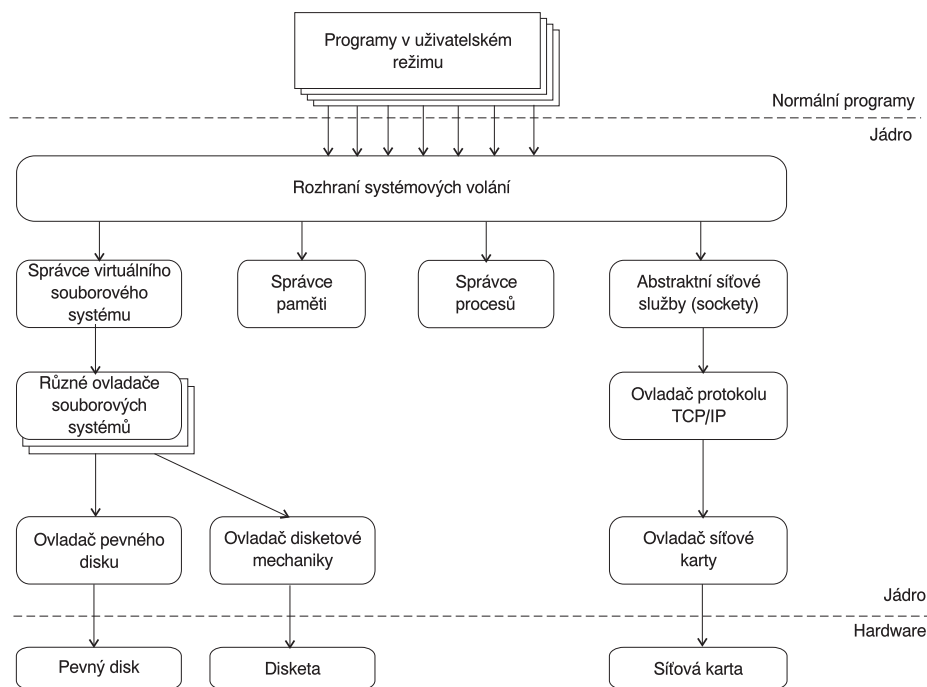 Programy v uživatelském
režimu
Normální programy
Jádro
Rozhraní systémových volání
Správce virtuálního
souborového
systému
Správce
paměti
Správce
procesů
Abstraktní síťové
služby (sockety)
Různé ovladače
souborových
systémů
Ovladač protokolu
TCP/IP
Ovladač pevného
disku
Ovladač disketové
mechaniky
Ovladač síťové
karty
Jádro
Hardware
Pevný disk
Disketa
Síťová karta